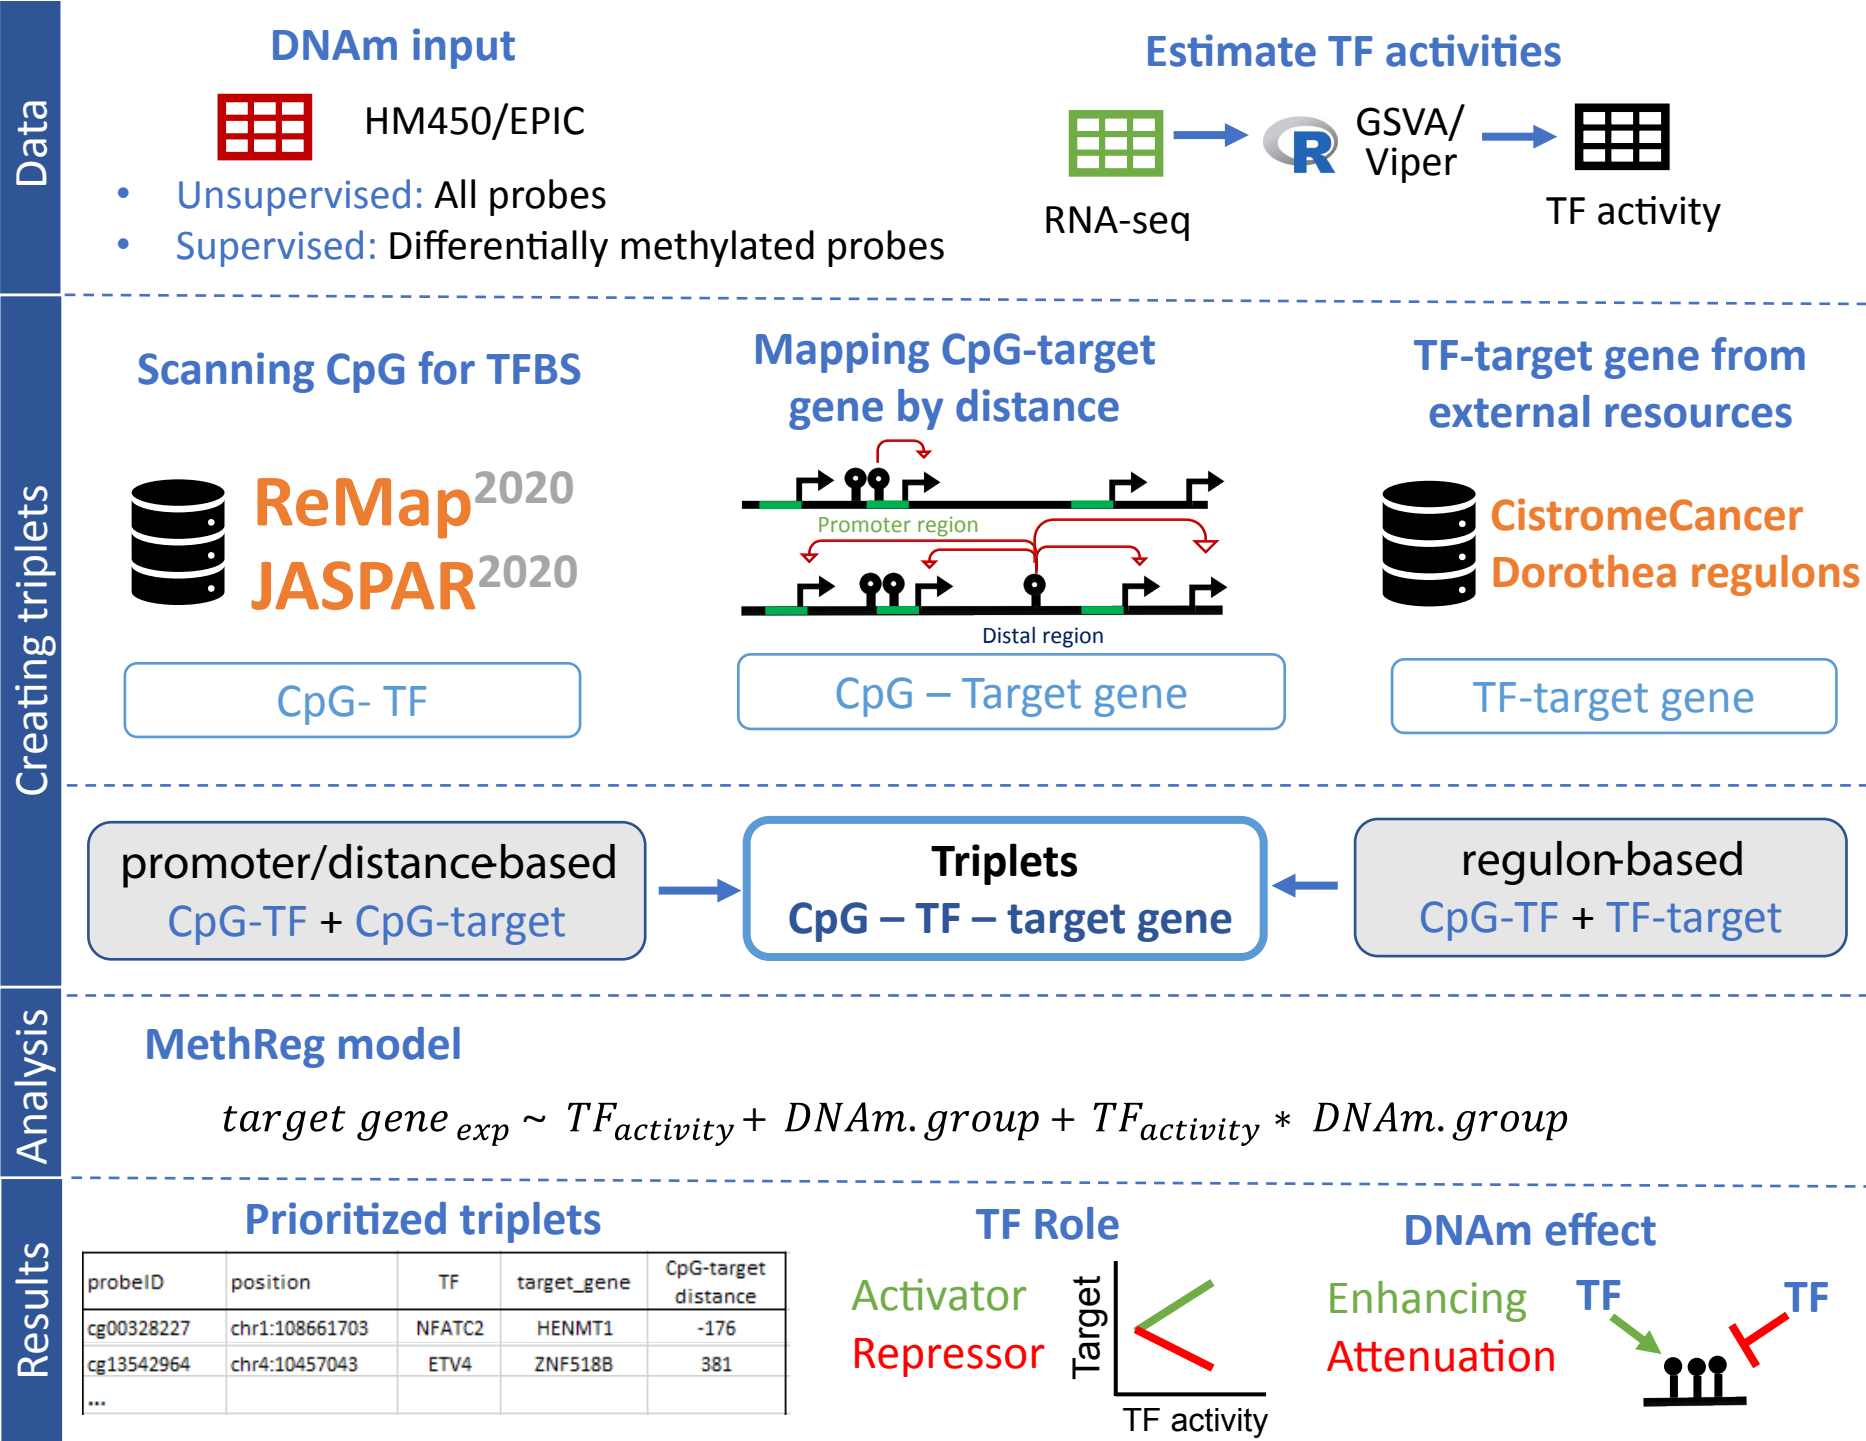 Data
DNAm input
HM450/EPIC
• Unsupervised: All probes
• Supervised: Differentially methylated probes
Estimate TF activities
RNA-seq
R
GSVA/
Viper
TF activity
Creating triplets
Scanning CpG for TFBS
ReMap2020
JASPAR2020
CpG- TF
Mapping CpG-target
gene by distance
Promoter region
Distal region
CpG – Target gene
TF-target gene from
external resources
CistromeCancer
Dorothea regulons
TF-target gene
promoter/distance-based
CpG-TF + CpG-target
Triplets
CpG – TF – target gene
regulon-based
CpG-TF + TF-target
Analysis
MethReg model
target gene exp ~ TFactivity + DNAm. group + TFactivity * DNAm. group
Results
Prioritized triplets
probeID position TF target_gene CpG-target distance
cg00328227 chr1:108661703 NFATC2 HENMT1 -176
cg13542964 chr4:10457043 ETV4 ZNF518B 381
...
TF Role
Activator
Repressor
Target
TF activity
DNAm effect
Enhancing
Attenuation
TF
TF